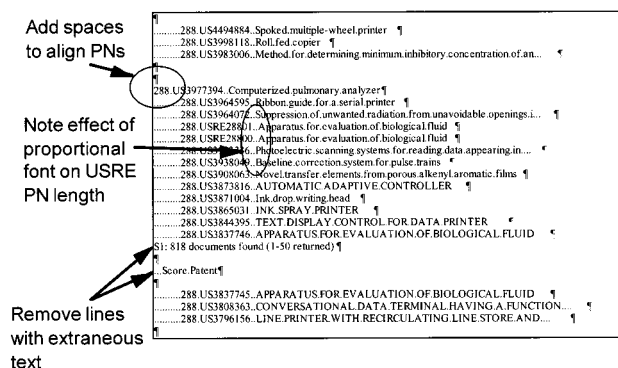 Add spaces
to align PNs
Note effect of
proportional
font on USRE
PN length
Remove lines
with extraneous
text
¶
.........288.US4494884..Spoked.multiple-wheel.printer ¶
.........288.US3998118..Roll.fed.copier ¶
.........288.US3983006..Method.for.determining.minimum.inhibitory.concentration.of.an... ¶
¶
¶
288.US3977394..Computerized.pulmonary.analyzer¶
.........288.US3964595..Ribbon.guide.for.a.serial.printer ¶
.........288.US3964072..Suppression.of.unwanted.radiation.from.unavoidable.openings.i... ¶
.........288.USRE28801..Apparatus.for.evaluation.of.biological.fluid ¶
.........288.USRE28800..Apparatus.for.evaluation.of.biological.fluid ¶
Photoelectric.scanning.systems.for.reading.data.appearing.in.... ¶
.........288.US3938049..Baseline.correction.system.for.pulse.trains ¶
.........288.US3908063..Novel.transfer.elements.from.porous.alkenyl.aromatic.films ¶
.........288.US3873816..AUTOMATIC.ADAPTIVE.CONTROLLER ¶
.........288.US3871004..Ink.drop.writing.head ¶
.........288.US3865031..INK.SPRAY.PRINTER ¶
.........288.US3844395..TEXT.DISPLAY.CONTROL.FOR.DATA.PRINTER ¶
.........288.US3837746..APPARATUS.FOR.EVALUATION.OF.BIOLOGICAL.FLUID ¶
S1: 818 documents found (1-50 returned) ¶
¶
...Score.Patent¶
¶
.........288.US3837745..APPARATUS.FOR.EVALUATION.OF.BIOLOGICAL.FLUID ¶
.........288.US3808363..CONVERSATIONAL.DATA.TERMINAL.HAVING.A.FUNCTION.... ¶
.........288.US3796156..LINE.PRINTER.WITH.RECIRCULATING.LINE.STORE.AND.... ¶
¶